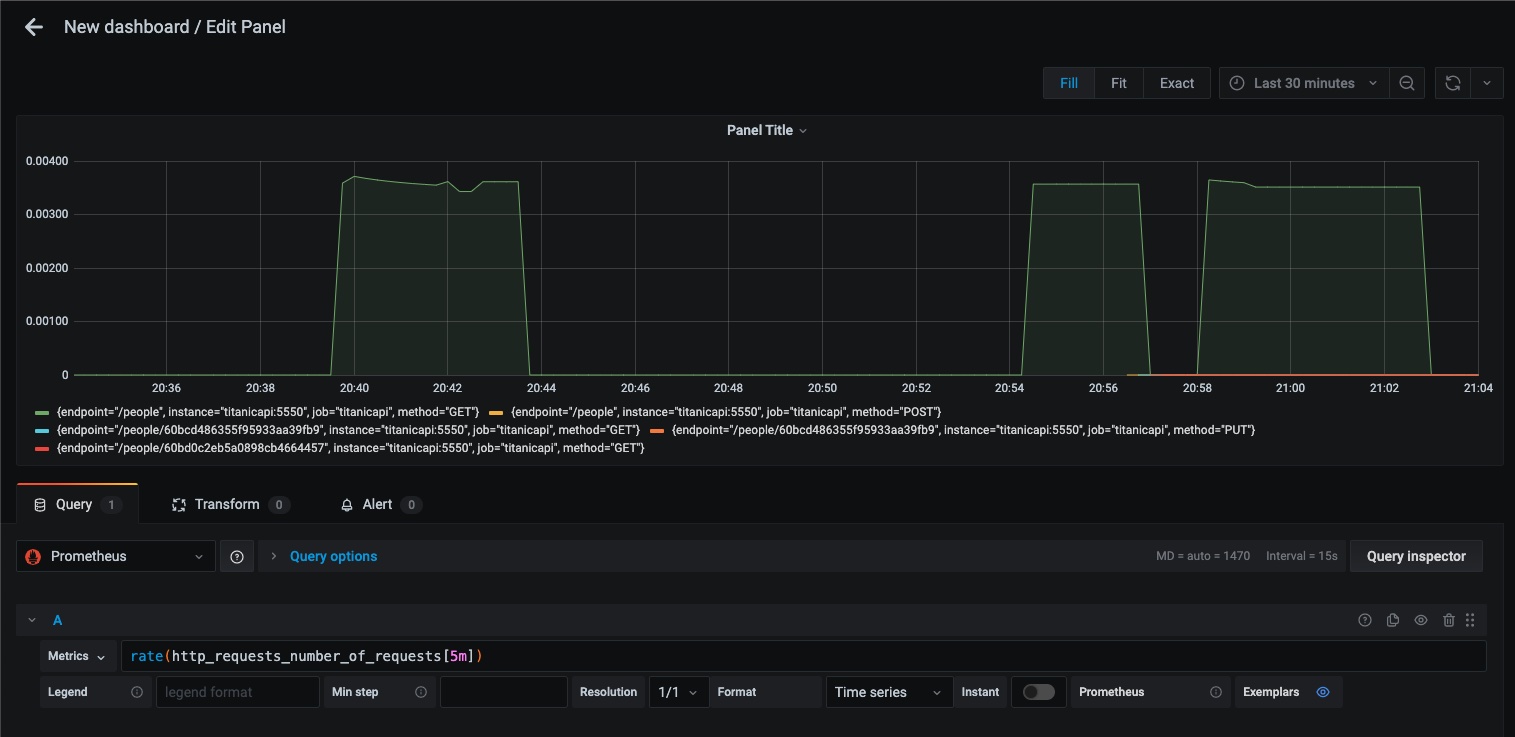 New dashboard / Edit Panel
Fill Fit Exact Last 30 minutes
Panel Title
0.00400
0.00300
0.00200
0.00100
0
20:36 20:38 20:40 20:42 20:44 20:46 20:48 20:50 20:52 20:54 20:56 20:58 21:00 21:02 21:04
{endpoint="/people", instance="titanicapi:5550", job="titanicapi", method="GET"} {endpoint="/people", instance="titanicapi:5550", job="titanicapi", method="POST"}
{endpoint="/people/60bcd486355f95933aa39fb9", instance="titanicapi:5550", job="titanicapi", method="GET"} {endpoint="/people/60bcd486355f95933aa39fb9", instance="titanicapi:5550", job="titanicapi", method="PUT"}
{endpoint="/people/60bd0c2eb5a0898cb4664457", instance="titanicapi:5550", job="titanicapi", method="GET"}
Query 1 Transform 0 Alert 0
Prometheus Query options MD = auto = 1470 Interval = 15s Query inspector
A
Metrics rate(http_requests_number_of_requests[5m])
Legend legend format Min step Resolution 1/1 Format Time series Instant Prometheus Exemplars